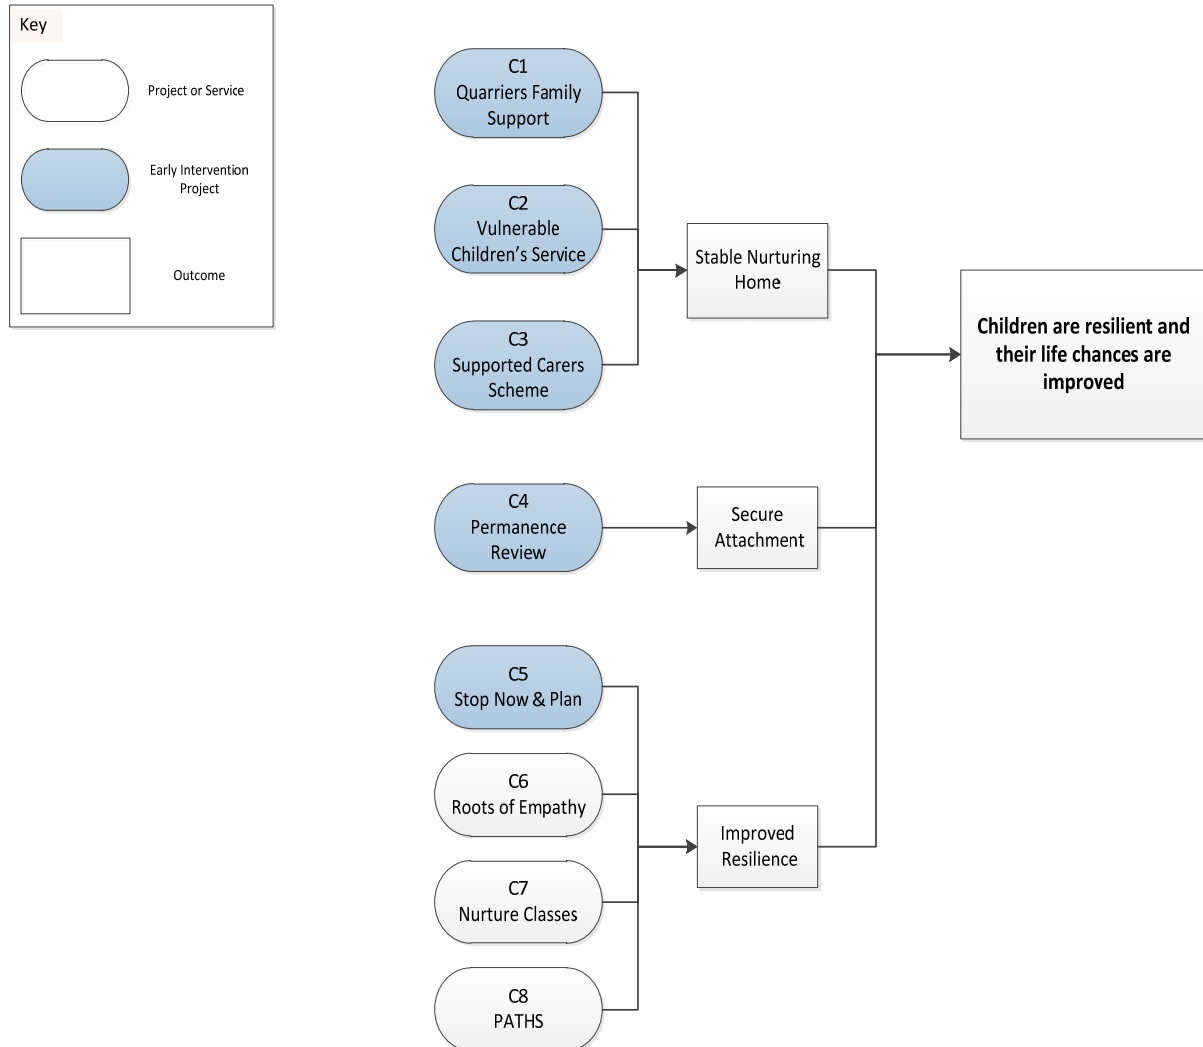 Key
Project or Service
Early Intervention
Project
Outcome
C1
Quarriers Family
Support
C2
Vulnerable
Children’s Service
C3
Supported Carers
Scheme
Stable Nurturing
Home
Children are resilient and
their life chances are
improved
C4
Permanence
Review
Secure
Attachment
C5
Stop Now & Plan
C6
Roots of Empathy
C7
Nurture Classes
C8
PATHS
Improved
Resilience